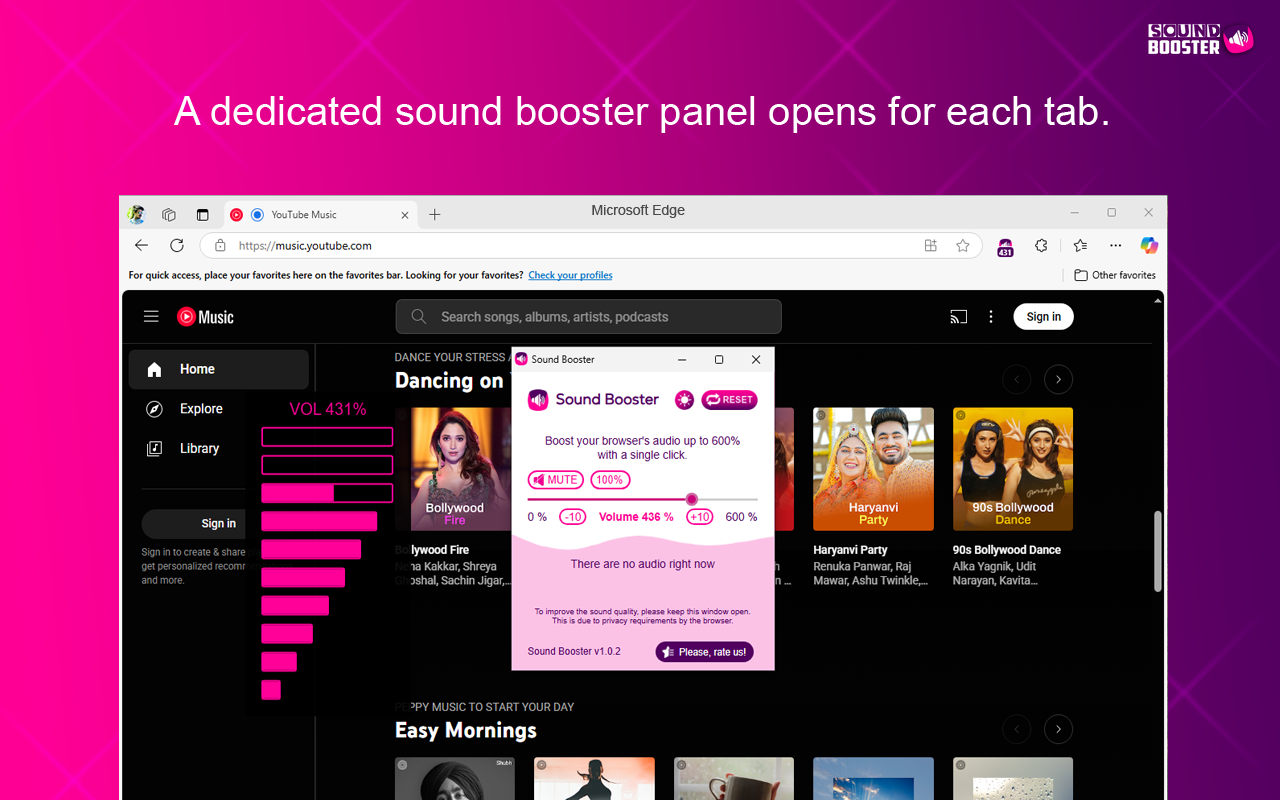 SOUND
BOOSTER
A dedicated sound booster panel opens for each tab.
Microsoft Edge
YouTube Music
https://music.youtube.com
431
For quick access, place your favorites here on the favorites bar. Looking for your favorites? Check your profiles
Other favorites
Music
Search songs, albums, artists, podcasts
Sign in
Home
Explore
Library
Sign in
Sign in to create & share
get personalized recomm
and more.
VOL 431%
DANCE YOUR STRESS A
Dancing on
Bollywood
Fire
Bollywood Fire
Neha Kakkar, Shreya
Ghoshal, Sachin Jigar,...
Haryanvi
Party
Haryanvi Party
Renuka Panwar, Raj
Mawar, Ashu Twinkle,...
90s Bollywood
Dance
90s Bollywood Dance
Alka Yagnik, Udit
Narayan, Kavita...
Sound Booster
Sound Booster
RESET
Boost your browser's audio up to 600%
with a single click.
MUTE
100%
0 %
-10
Volume 436 %
+10
600 %
There are no audio right now
To improve the sound quality, please keep this window open.
This is due to privacy requirements by the browser.
Sound Booster v1.0.2
Please, rate us!
PEPPY MUSIC TO START YOUR DAY
Easy Mornings
Shubh